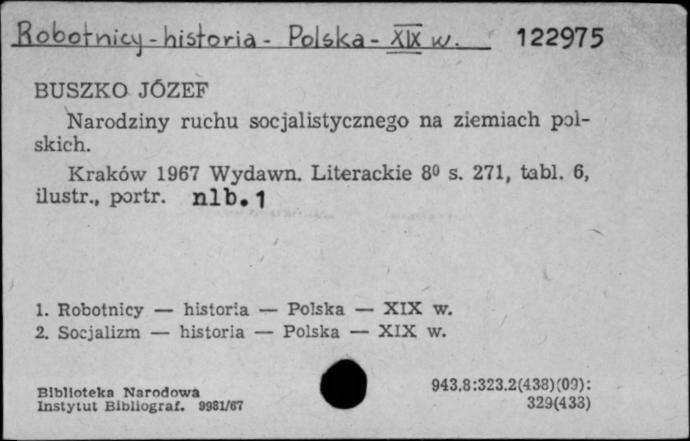 Robotnicy - historia - Polska - XIX w. 122975
BUSZKO JÓZEF
Narodziny ruchu socjalistycznego na ziemiach pol-
skich.
Kraków 1967 Wydawn. Literackie 8⁰ s. 271, tabl. 6,
ilustr., portr. nlb. 1
1. Robotnicy — historia — Polska — XIX w.
2. Socjalizm — historia — Polska — XIX w.
Biblioteka Narodowa
Instytut Bibliograf. 9981/67
943.8:323.2(438)(09):
329(438)